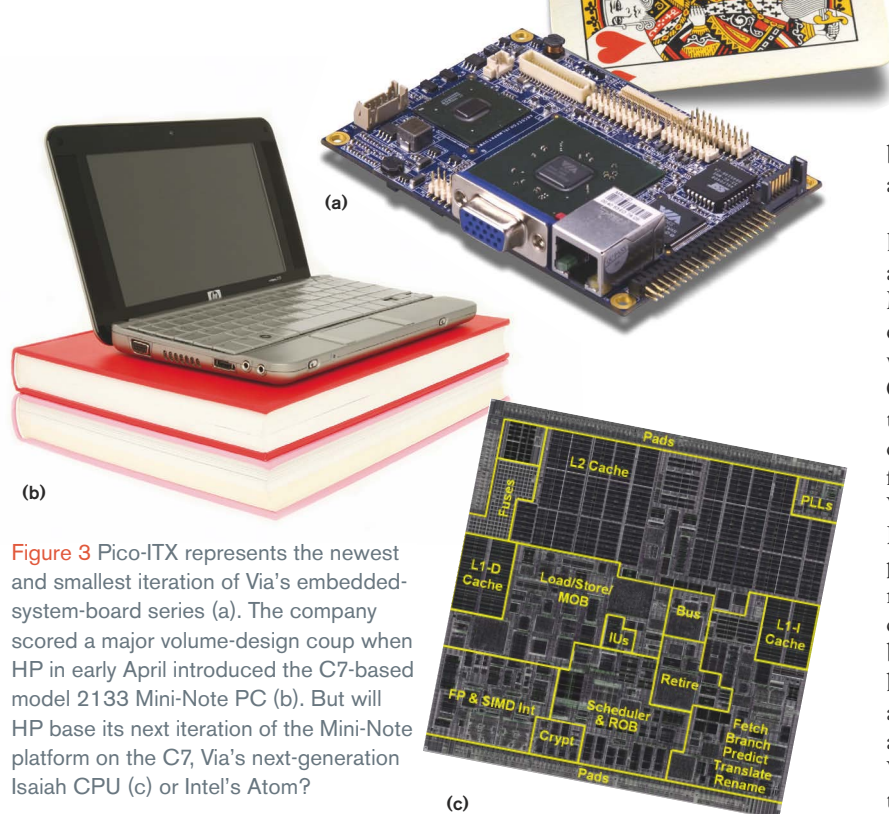 (a)
(b)
Figure 3 Pico-ITX represents the newest
and smallest iteration of Via's embedded-
system-board series (a). The company
scored a major volume-design coup when
HP in early April introduced the C7-based
model 2133 Mini-Note PC (b). But will
HP base its next iteration of the Mini-Note
platform on the C7, Via's next-generation
Isaiah CPU (c) or Intel's Atom?
Pads
L2 Cache
PLLs
Fuses
L1-D
Cache
Load/Store/
MOB
Bus
L1-I
Cache
IUs
Retire
FP & SIMD Int
Scheduler
& ROB
Crypt
Fetch
Branch
Predict
Translate
Rename
Pads
(c)